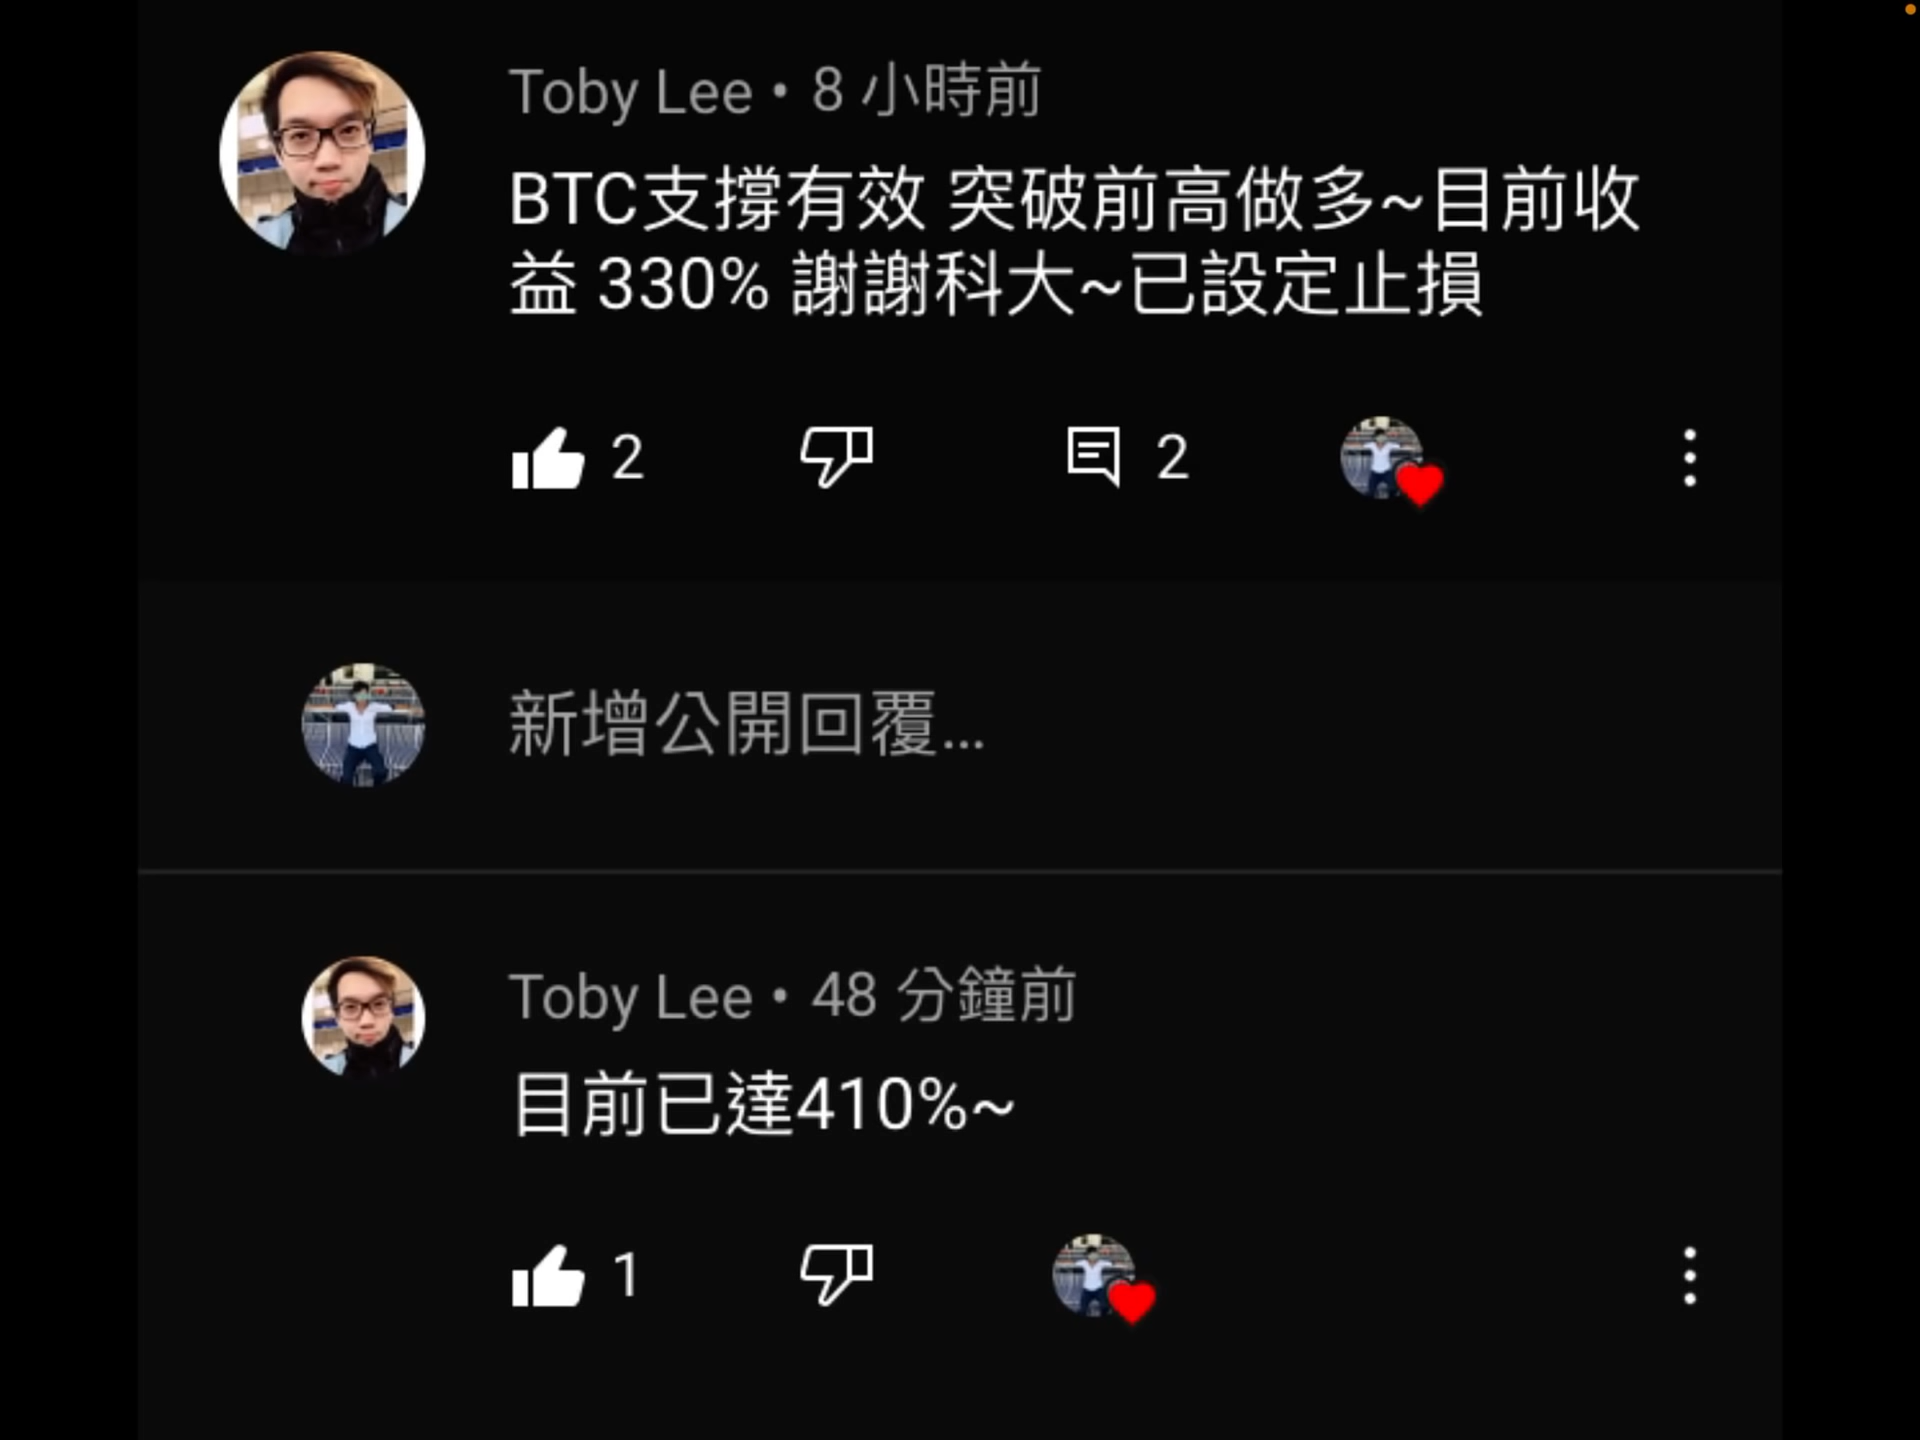 Toby Lee • 8 小時前
BTC支撐有效 突破前高做多~目前收
益 330% 謝謝科大~已設定止損
2
2
新增公開回覆...
Toby Lee • 48 分鐘前
目前已達410%~
1